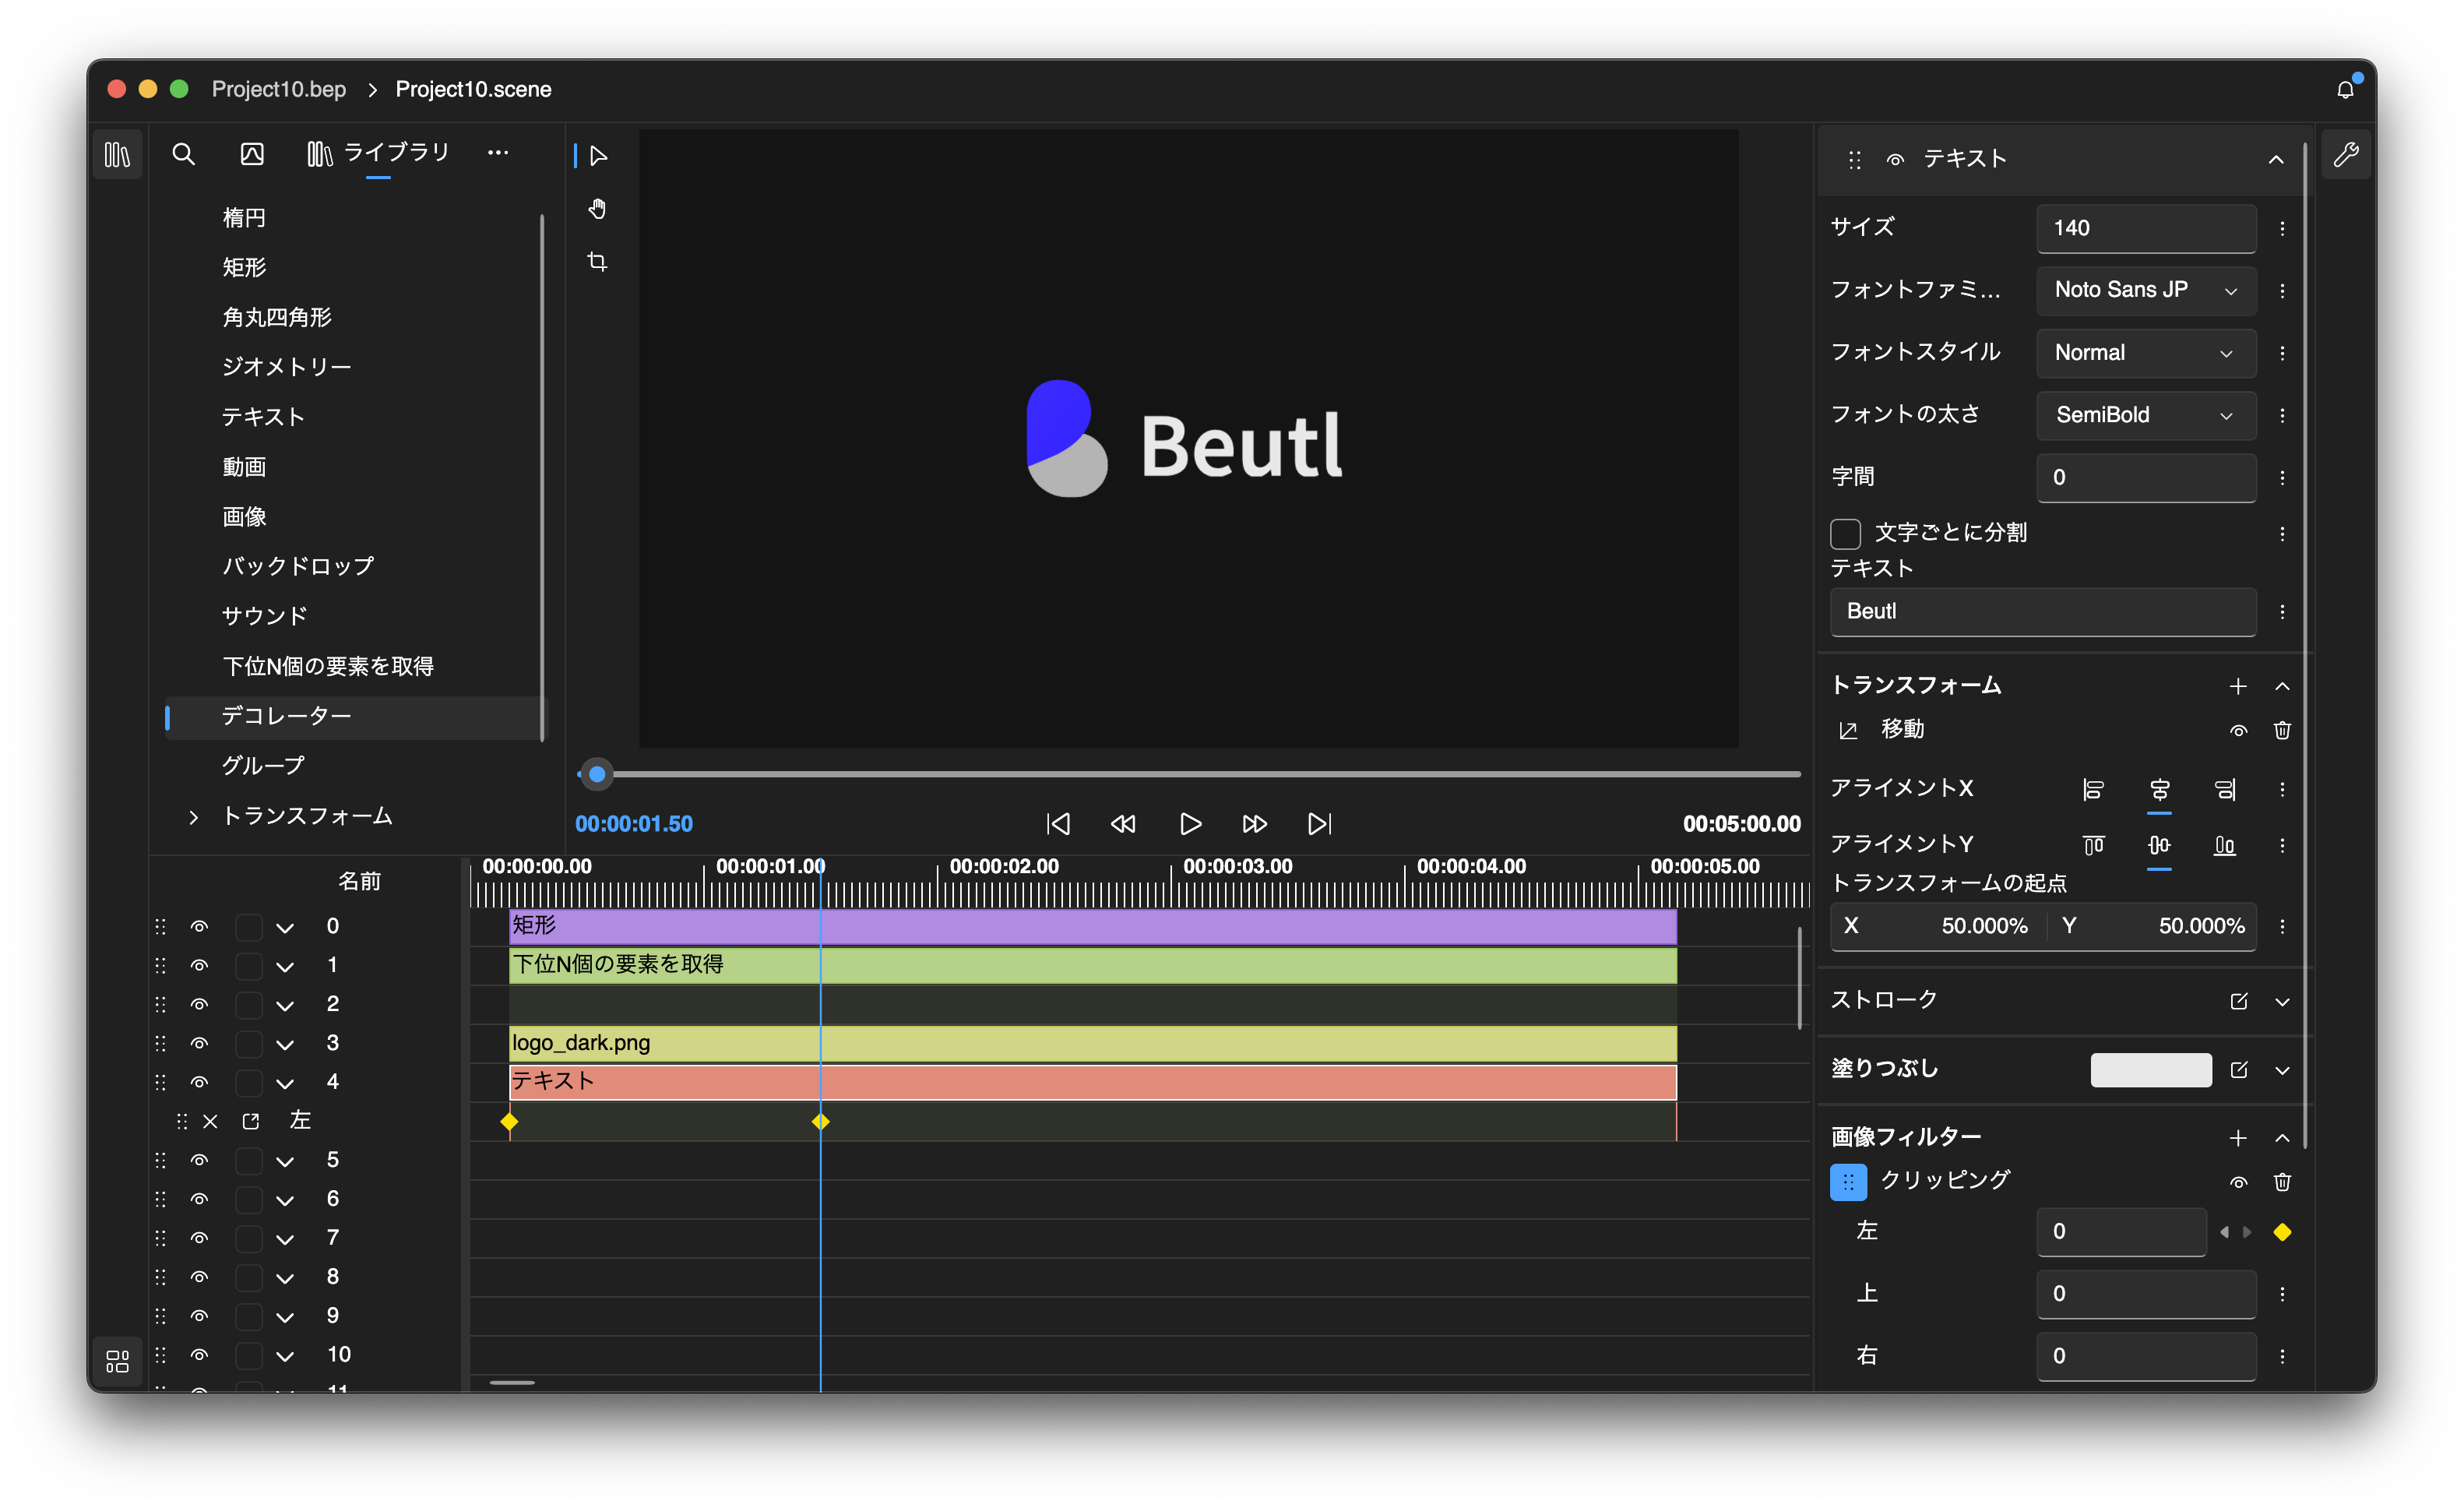 Project10.bep > Project10.scene
ライブラリ
楕円
矩形
角丸四角形
ジオメトリー
テキスト
動画
画像
バックドロップ
サウンド
下位N個の要素を取得
デコレーター
グループ
トランスフォーム
Beutl
00:00:01.50
00:05:00.00
テキスト
サイズ 140
フォントファミ... Noto Sans JP
フォントスタイル Normal
フォントの太さ SemiBold
字間 0
文字ごとに分割
テキスト
Beutl
トランスフォーム
移動
アライメントX
アライメントY
トランスフォームの起点
X 50.000% Y 50.000%
ストローク
塗りつぶし
画像フィルター
クリッピング
左 0
上 0
右 0
名前
00:00:00.00 00:00:01.00 00:00:02.00 00:00:03.00 00:00:04.00 00:00:05.00
0 矩形
1 下位N個の要素を取得
2
3 logo_dark.png
4 テキスト
左
5
6
7
8
9
10
11